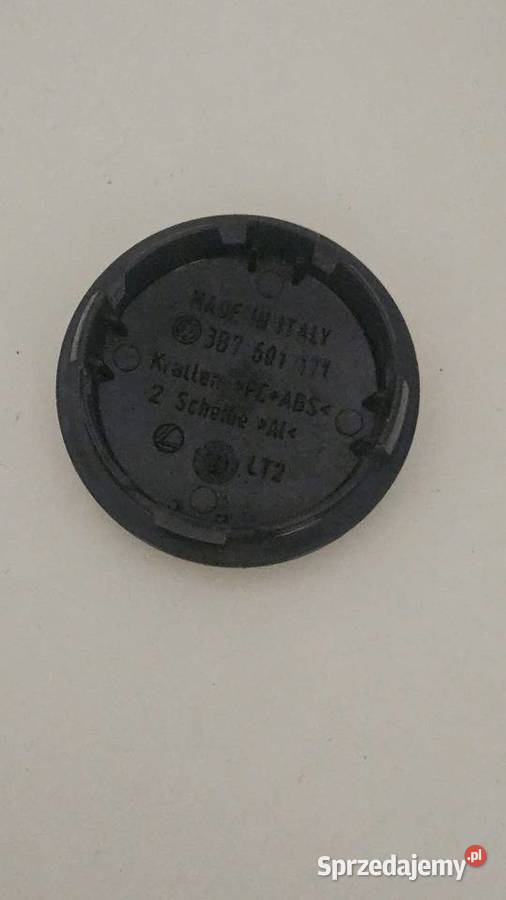 MADE IN ITALY
3B7 601 171
Krallen >PC+ABS<
2 Scheibe >Al<
LT2
Sprzedajemy.pl